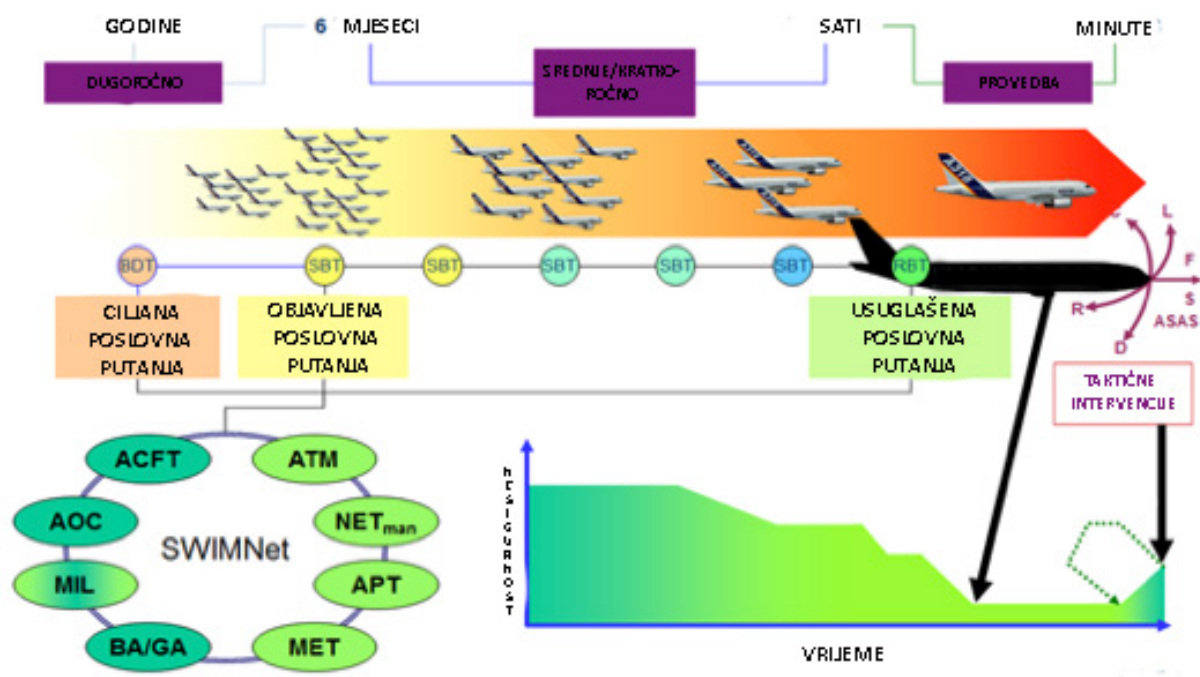 GODINE
6 MJESECI
SATI
MINUTE
DUGOROČNO
SREDNJE/KRATKO-
ROČNO
PROVEDBA
BDT
SBT
SBT
SBT
SBT
SBT
RBT
CILJANA
POSLOVNA
PUTANJA
OBJAVLJENA
POSLOVNA
PUTANJA
USUGLAŠENA
POSLOVNA
PUTANJA
L
F
S
R
ASAS
D
TAKTIČNE
INTERVENCIJE
ACFT
ATM
AOC
NETman
SWIMNet
MIL
APT
BA/GA
MET
NESIGURNOST
VRIJEME